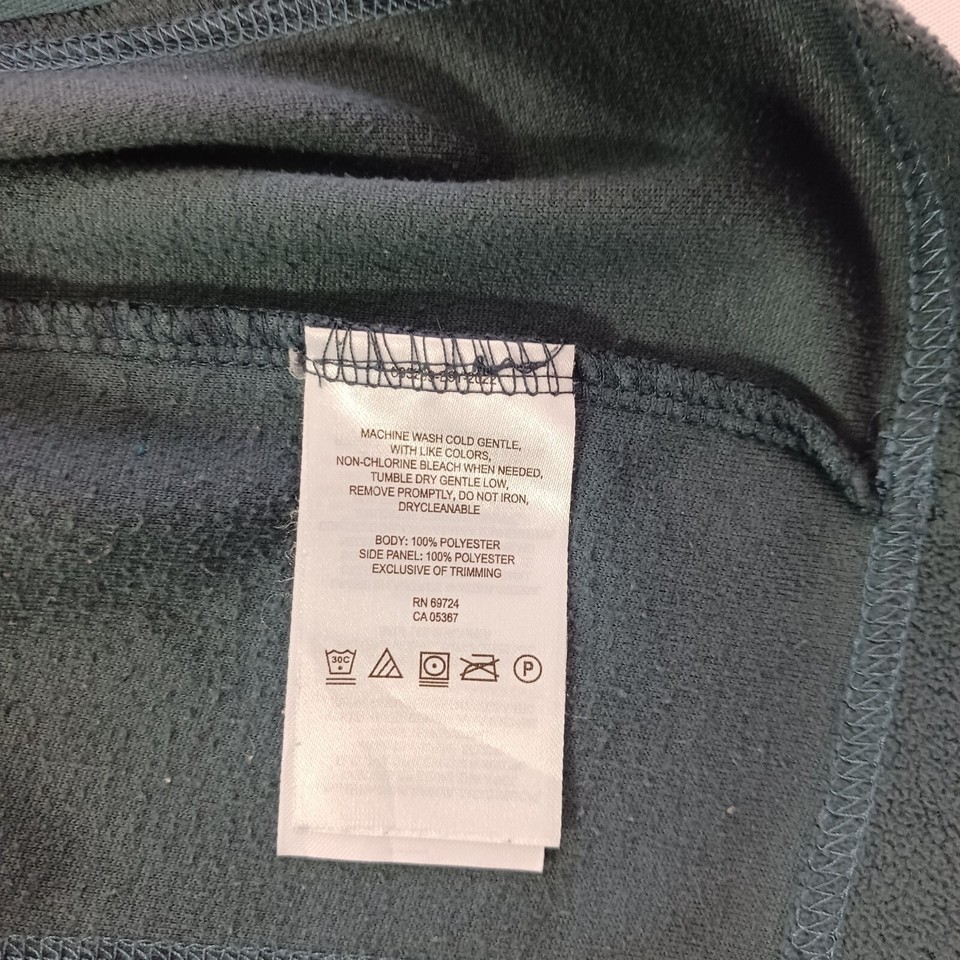 MACHINE WASH COLD GENTLE,
WITH LIKE COLORS,
NON-CHLORINE BLEACH WHEN NEEDED,
TUMBLE DRY GENTLE LOW,
REMOVE PROMPTLY, DO NOT IRON,
DRYCLEANABLE
BODY: 100% POLYESTER
SIDE PANEL: 100% POLYESTER
EXCLUSIVE OF TRIMMING
RN 69724
CA 05367
30C P